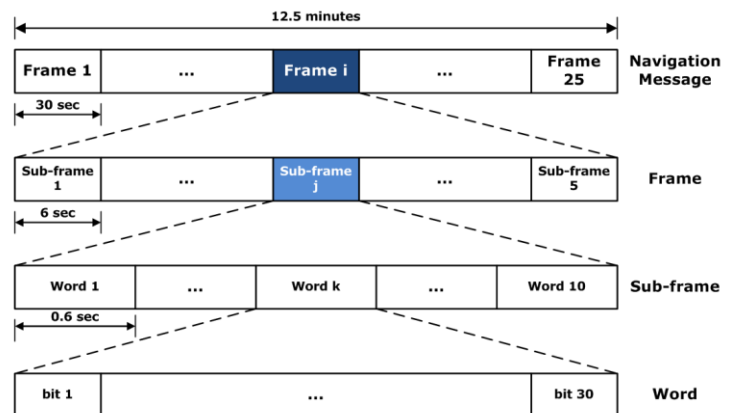 12.5 minutes
Frame 1
...
Frame i
...
Frame
25
Navigation
Message
30 sec
Sub-frame
1
...
Sub-frame
j
...
Sub-frame
5
Frame
6 sec
Word 1
...
Word k
...
Word 10
Sub-frame
0.6 sec
bit 1
...
bit 30
Word